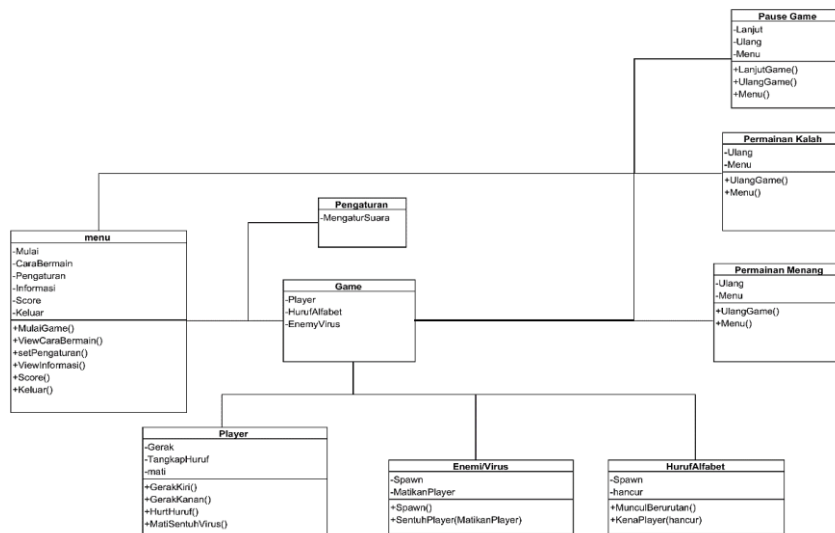 Pause Game
-Lanjut
-Ulang
-Menu
+LanjutGame()
+UlangGame()
+Menu()
Permainan Kalah
-Ulang
-Menu
+UlangGame()
+Menu()
Pengaturan
-MengaturSuara
menu
-Mulai
-CaraBermain
-Pengaturan
-Informasi
-Score
-Keluar
+MulaiGame()
+ViewCaraBermain()
+setPengaturan()
+ViewInformasi()
+Score()
+Keluar()
Game
-Player
-HurufAlfabet
-EnemyVirus
Permainan Menang
-Ulang
-Menu
+UlangGame()
+Menu()
Player
-Gerak
-TangkapHuruf
-mati
+GerakKiri()
+GerakKanan()
+HurtHuruf()
+MatiSentuhVirus()
Enemi/Virus
-Spawn
-MatikanPlayer
+Spawn()
+SentuhPlayer(MatikanPlayer)
HurufAlfabet
-Spawn
-hancur
+MunculBerurutan()
+KenaPlayer(hancur)